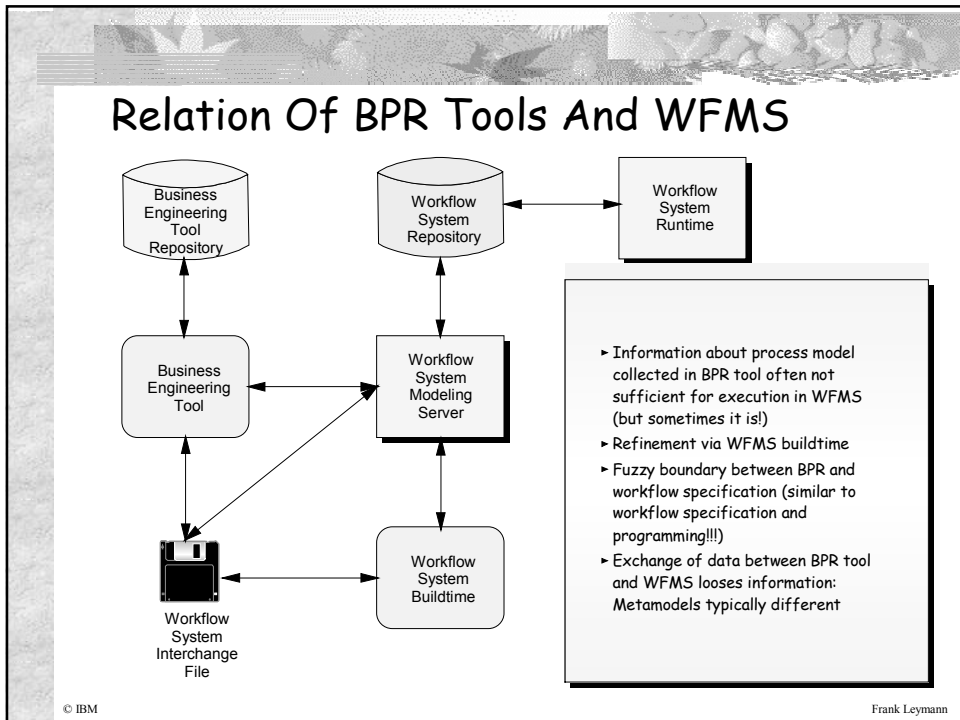 Relation Of BPR Tools And WFMS
Business
Engineering
Tool
Repository
Workflow
System
Repository
Workflow
System
Runtime
Business
Engineering
Tool
Workflow
System
Modeling
Server
Workflow
System
Interchange
File
Workflow
System
Buildtime
► Information about process model
collected in BPR tool often not
sufficient for execution in WFMS
(but sometimes it is!)
► Refinement via WFMS buildtime
► Fuzzy boundary between BPR and
workflow specification (similar to
workflow specification and
programming!!!)
► Exchange of data between BPR tool
and WFMS looses information:
Metamodels typically different
© IBM
Frank Leymann